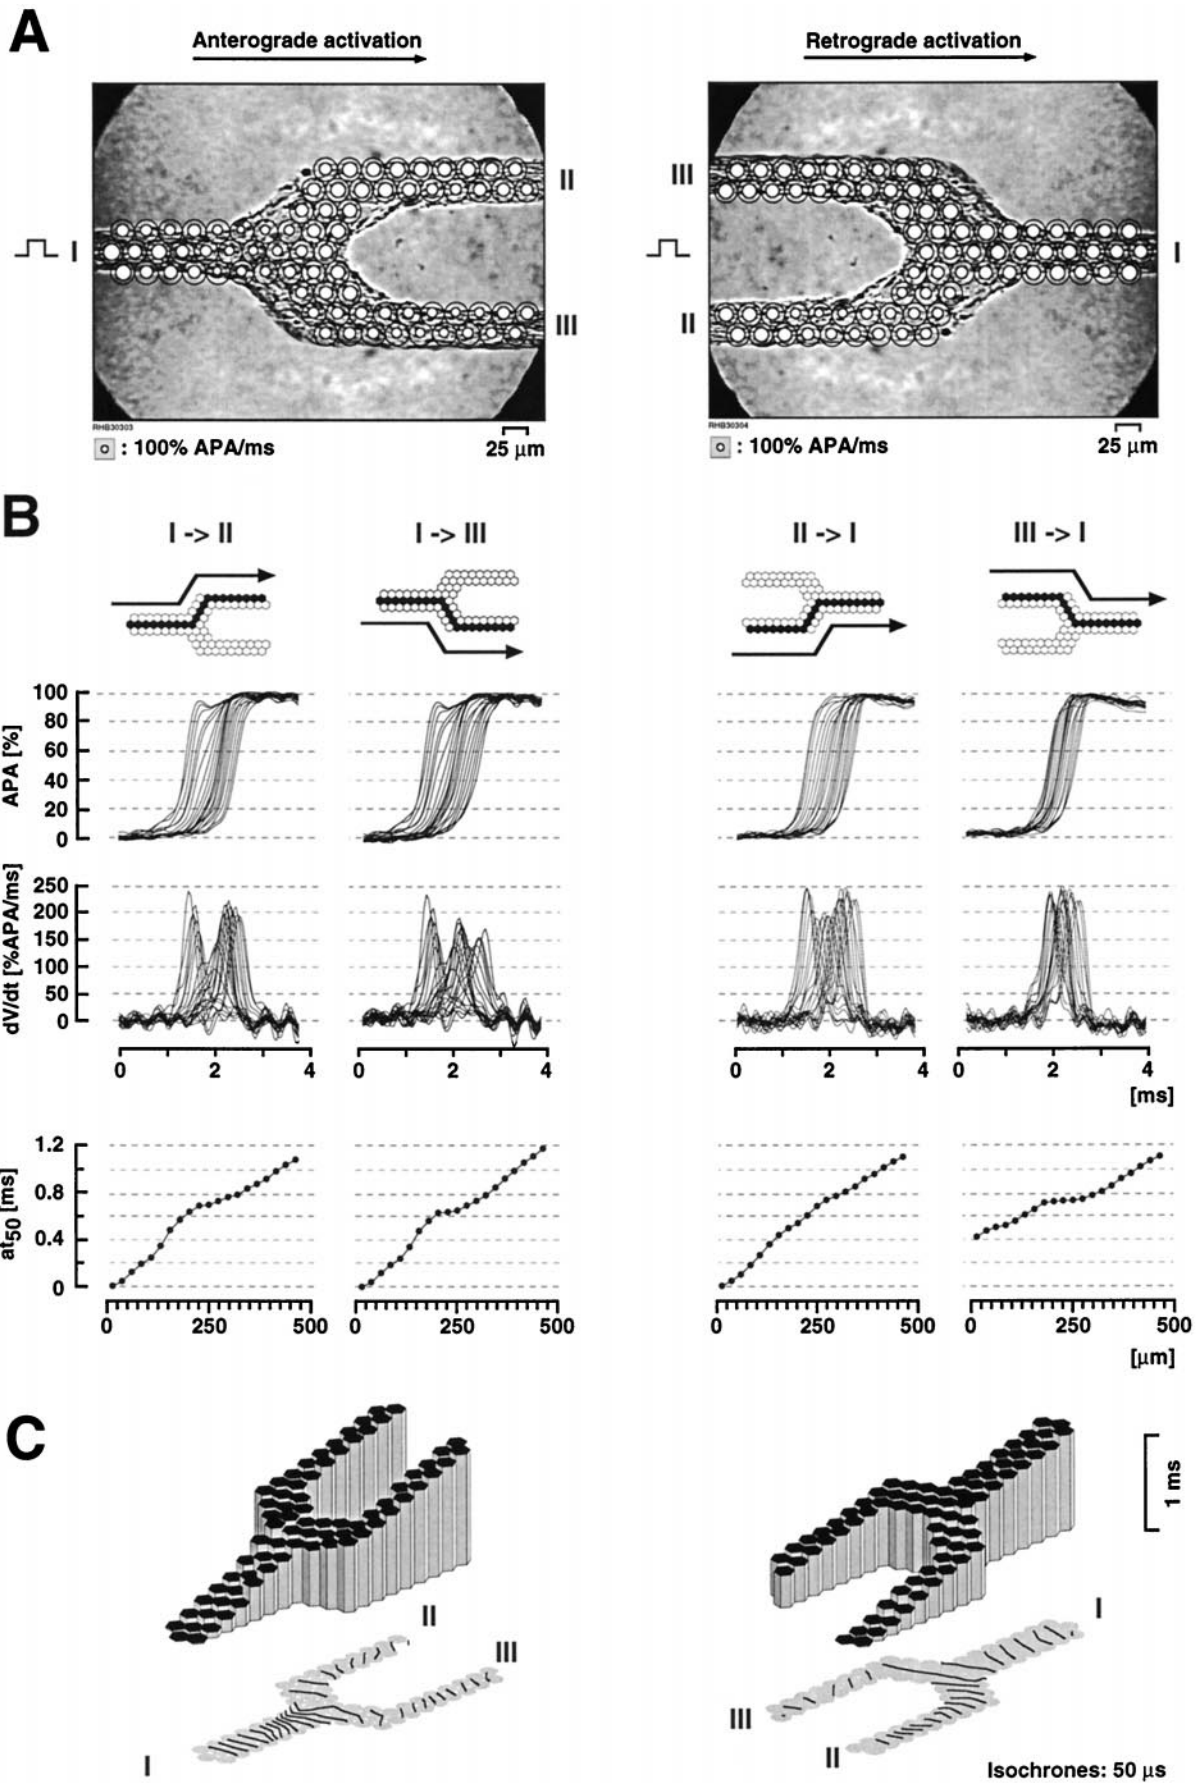 A
Anterograde activation
Retrograde activation
I
II
III
III
II
I
RHB30303
RHB30304
: 100% APA/ms
25 μm
: 100% APA/ms
25 μm
B
I -> II
I -> III
II -> I
III -> I
APA [%]
100
80
60
40
20
0
dV/dt [%APA/ms]
250
200
150
100
50
0
0 2 4
0 2 4
0 2 4
0 2 4
[ms]
at50 [ms]
1.2
0.8
0.4
0
0 250 500
0 250 500
0 250 500
0 250 500
[μm]
C
1 ms
II
III
I
I
III
II
Isochrones: 50 μs